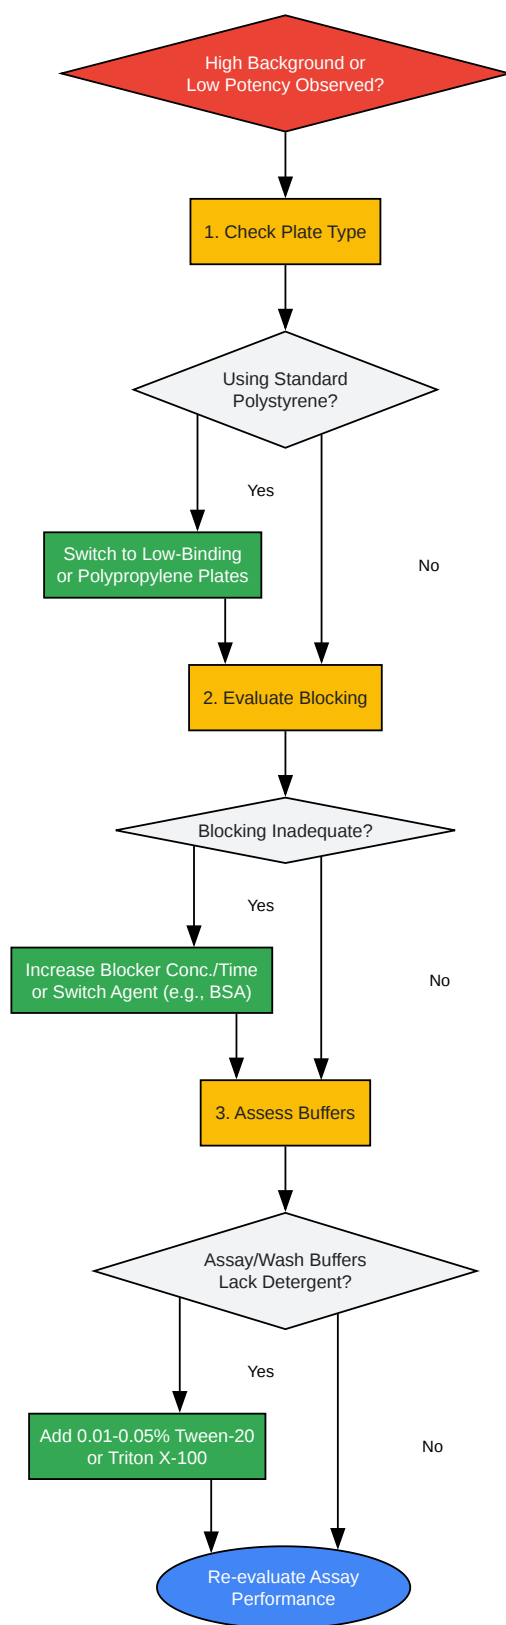 High Background or
Low Potency Observed?
1. Check Plate Type
Using Standard
Polystyrene?
Yes
Switch to Low-Binding
or Polypropylene Plates
No
2. Evaluate Blocking
Blocking Inadequate?
Yes
Increase Blocker Conc./Time
or Switch Agent (e.g., BSA)
No
3. Assess Buffers
Assay/Wash Buffers
Lack Detergent?
Yes
Add 0.01-0.05% Tween-20
or Triton X-100
No
Re-evaluate Assay
Performance